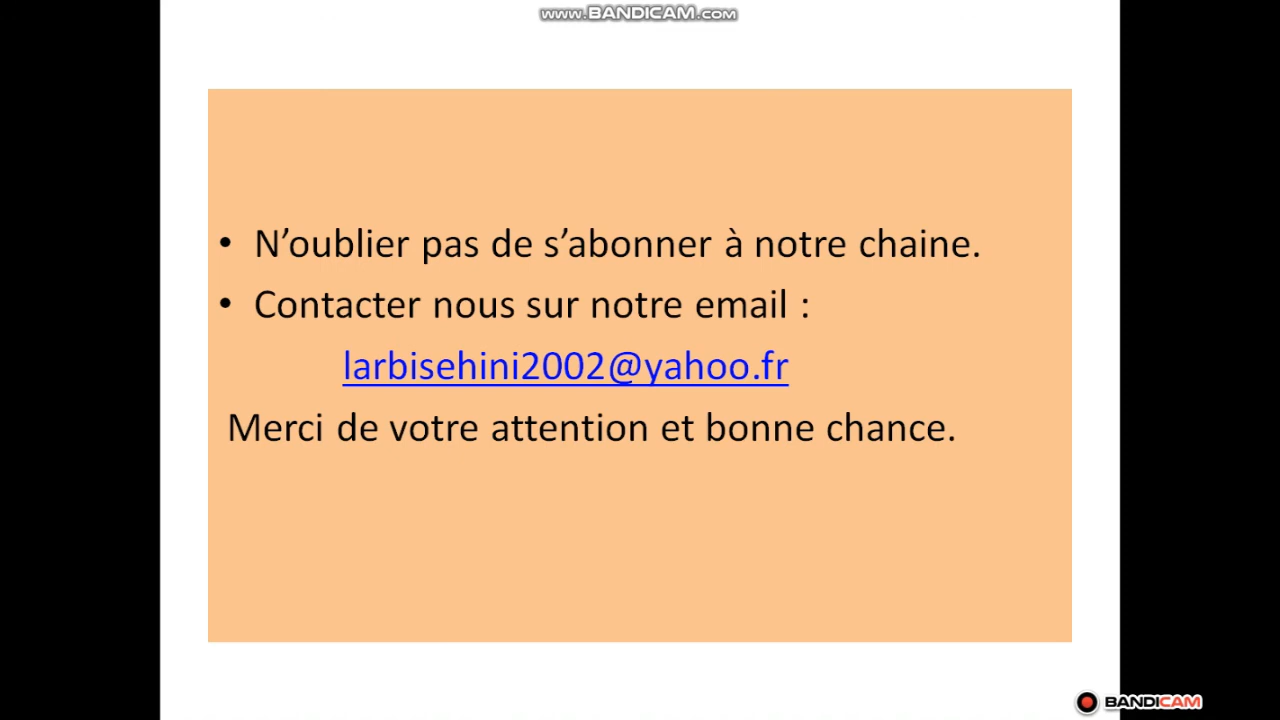 www.BANDICAM.com
• N’oublier pas de s’abonner à notre chaine.
• Contacter nous sur notre email :
larbisehini2002@yahoo.fr
Merci de votre attention et bonne chance.
BANDICAM